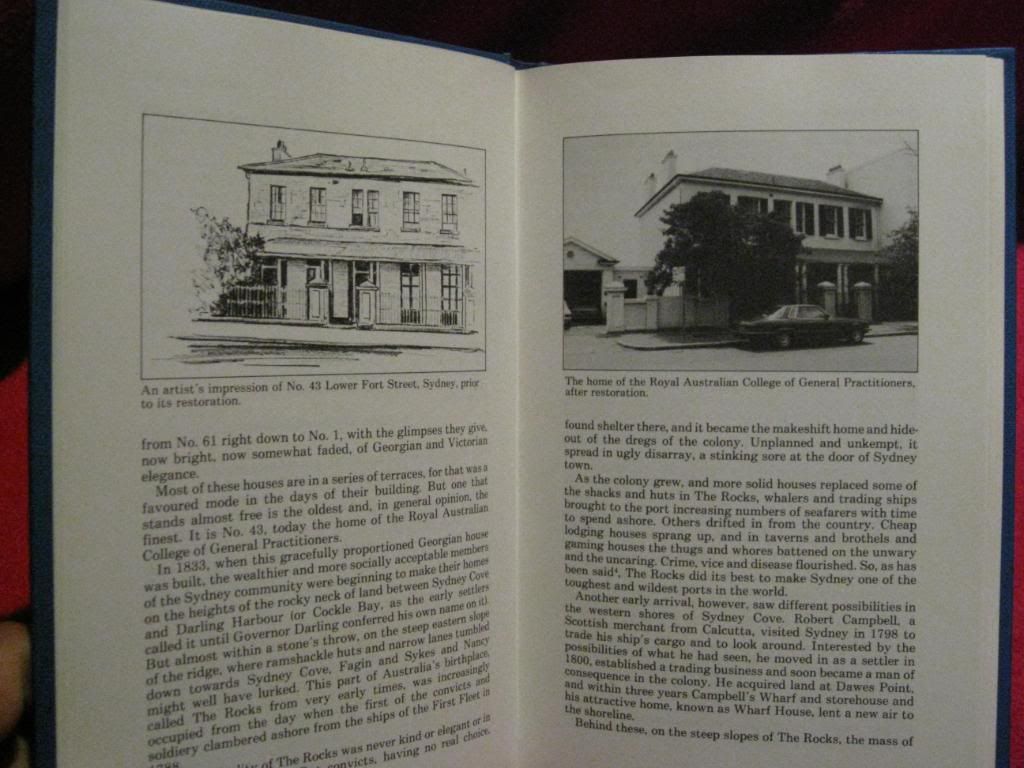 An artist's impression of No. 43 Lower Fort Street, Sydney, prior
to its restoration.
from No. 61 right down to No. 1, with the glimpses they give,
now bright, now somewhat faded, of Georgian and Victorian
elegance.
Most of these houses are in a series of terraces, for that was a
favoured mode in the days of their building. But one that
stands almost free is the oldest and, in general opinion, the
finest. It is No. 43, today the home of the Royal Australian
College of General Practitioners.
In 1833, when this gracefully proportioned Georgian house
was built, the wealthier and more socially acceptable members
of the Sydney community were beginning to make their homes
on the heights of the rocky neck of land between Sydney Cove
and Darling Harbour (or Cockle Bay, as the early settlers
called it until Governor Darling conferred his own name on it).
But almost within a stone's throw, on the steep eastern slope
of the ridge, where ramshackle huts and narrow lanes tumbled
down towards Sydney Cove, Fagin and Sykes and Nancy
might well have lurked. This part of Australia's birthplace,
called The Rocks from very early times, was increasingly
occupied from the day when the first of the convicts and
soldiery clambered ashore from the ships of the First Fleet in
1788.
of The Rocks was never kind or elegant or in
convicts, having no real choice,
The home of the Royal Australian College of General Practitioners,
after restoration.
found shelter there, and it became the makeshift home and hide-
out of the dregs of the colony. Unplanned and unkempt, it
spread in ugly disarray, a stinking sore at the door of Sydney
town.
As the colony grew, and more solid houses replaced some of
the shacks and huts in The Rocks, whalers and trading ships
brought to the port increasing numbers of seafarers with time
to spend ashore. Others drifted in from the country. Cheap
lodging houses sprang up, and in taverns and brothels and
gaming houses the thugs and whores battened on the unwary
and the uncaring. Crime, vice and disease flourished. So, as has
been said⁴, The Rocks did its best to make Sydney one of the
toughest and wildest ports in the world.
Another early arrival, however, saw different possibilities in
the western shores of Sydney Cove. Robert Campbell, a
Scottish merchant from Calcutta, visited Sydney in 1798 to
trade his ship's cargo and to look around. Interested by the
possibilities of what he had seen, he moved in as a settler in
1800, established a trading business and soon became a man of
consequence in the colony. He acquired land at Dawes Point,
and within three years Campbell's Wharf and storehouse and
his attractive home, known as Wharf House, lent a new air to
the shoreline.
Behind these, on the steep slopes of The Rocks, the mass of